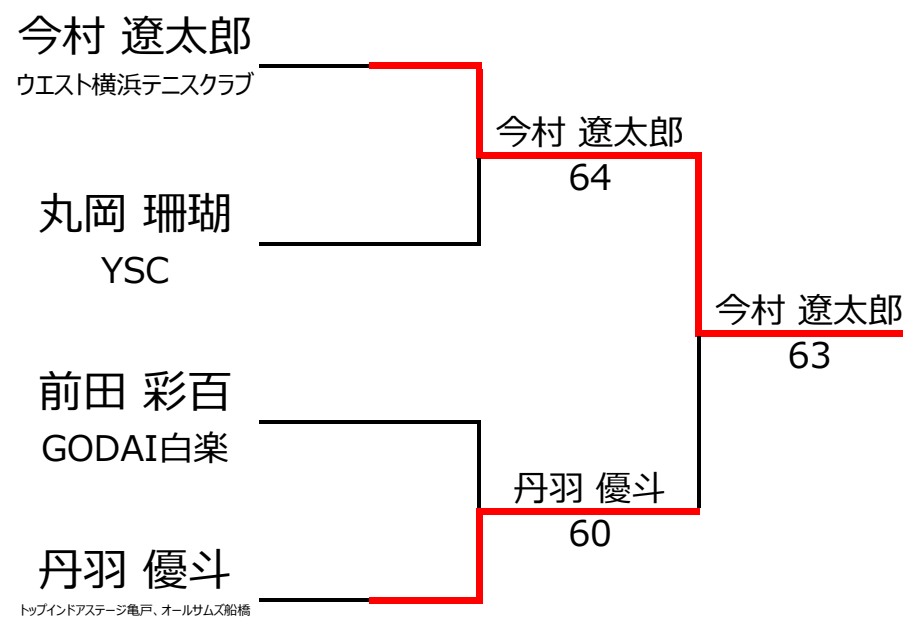 今村 遼太郎
ウエスト横浜テニスクラブ
今村 遼太郎
64
丸岡 珊瑚
YSC
今村 遼太郎
63
前田 彩百
GODAI白楽
丹羽 優斗
60
丹羽 優斗
トップインドアステージ亀戸、オールサムズ船橋